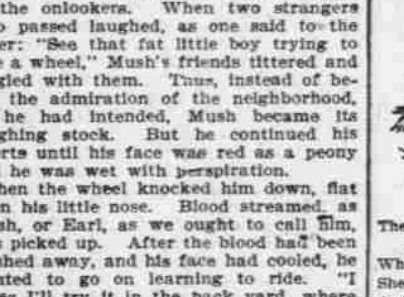 the onlookers. When two strangers
passed laughed, as one said to the
er: "See that fat little boy trying to
a wheel," Mush's friends tittered and
gled with them. Thus, instead of be-
the admiration of the neighborhood,
he had intended, Mush became its
ghing stock. But he continued his
rts until his face was red as a peony
he was wet with perspiration.
hen the wheel knocked him down, flat
n his little nose. Blood streamed, as
sh, or Earl, as we ought to call him,
s picked up. After the blood had been
shed away, and his face had cooled, he
nted to go on learning to ride. "I
I'll try it in the back yard, where
The
Wh
She